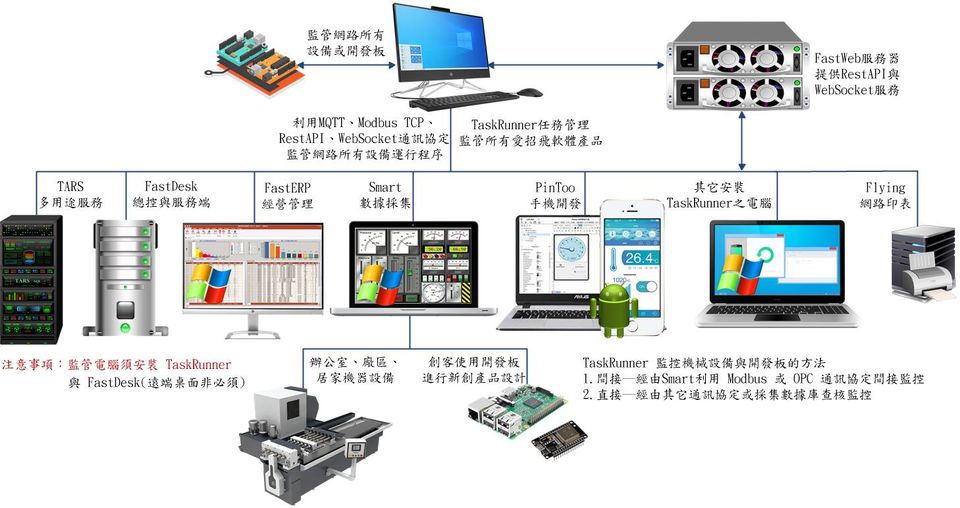 監管網路所有
設備或開發板
FastWeb服務器
提供RestAPI與
WebSocket服務
利用MQTT、Modbus TCP、
RestAPI、WebSocket通訊協定
監管網路所有設備運行程序
TaskRunner任務管理
監管所有愛招飛軟體產品
TARS
多用途服務
FastDesk
總控與服務端
FastERP
經營管理
Smart
數據採集
PinToo
手機開發
其它安裝
TaskRunner之電腦
Flying
網路印表
TARS
26.4
1020
ASUS
注意事項：監管電腦須安裝 TaskRunner
與 FastDesk(遠端桌面非必須)
辦公室、廠區、
居家機器設備
創客使用開發板
進行新創產品設計
TaskRunner 監控機械設備與開發板的方法
1.間接—經由Smart利用 Modbus 或 OPC 通訊協定間接監控
2.直接—經由其它通訊協定或採集數據庫查核監控